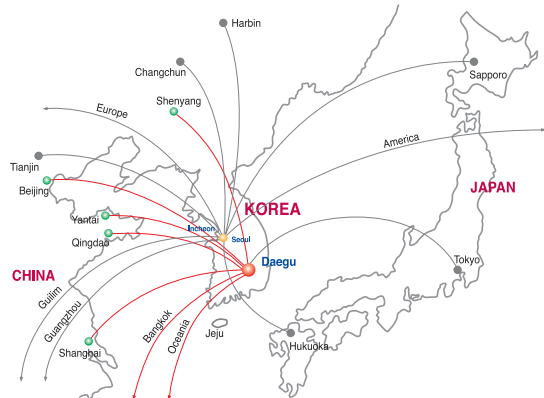 Harbin
Changchun
Sapporo
Shenyang
Europe
America
Tianjin
Beijing
JAPAN
KOREA
Yantai
Incheon
Seoul
Qingdao
Daegu
Tokyo
CHINA
Guilim
Guangzhou
Bangkok
Oceania
Jeju
Hukuoka
Shanghai